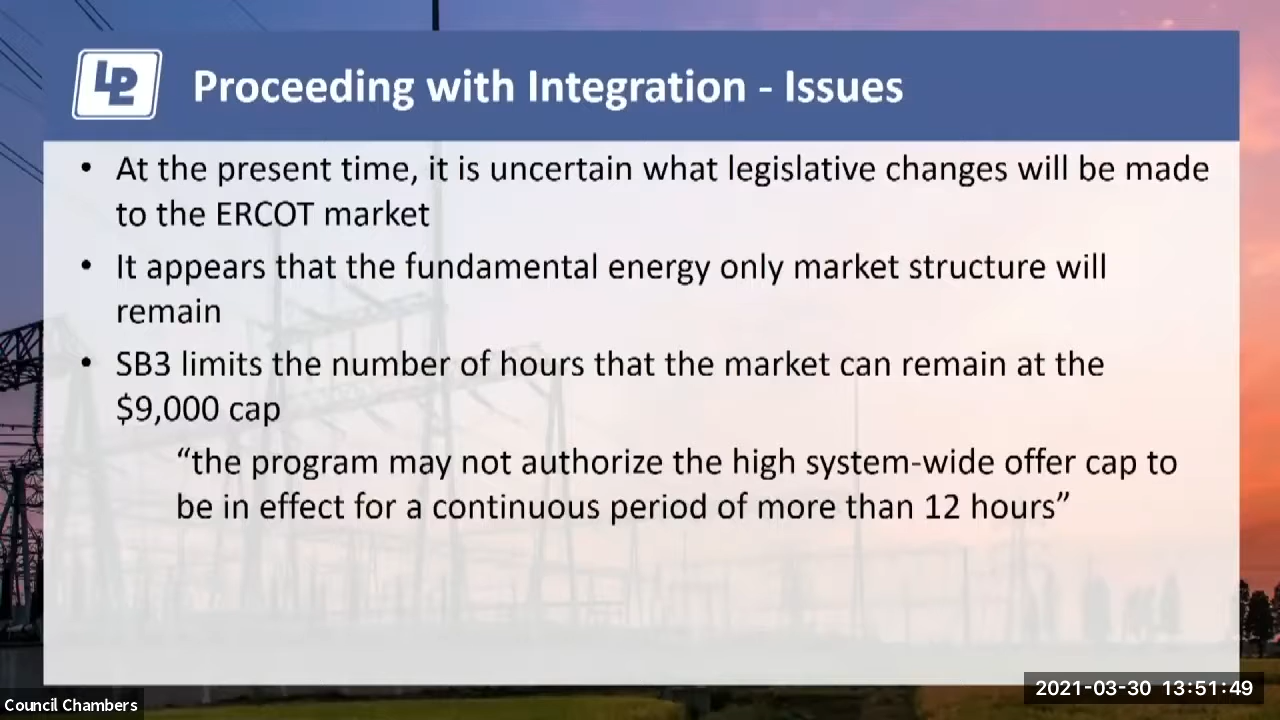 LP
Proceeding with Integration - Issues
• At the present time, it is uncertain what legislative changes will be made
to the ERCOT market
• It appears that the fundamental energy only market structure will
remain
• SB3 limits the number of hours that the market can remain at the
$9,000 cap
“the program may not authorize the high system-wide offer cap to
be in effect for a continuous period of more than 12 hours”
2021-03-30 13:51:49
Council Chambers